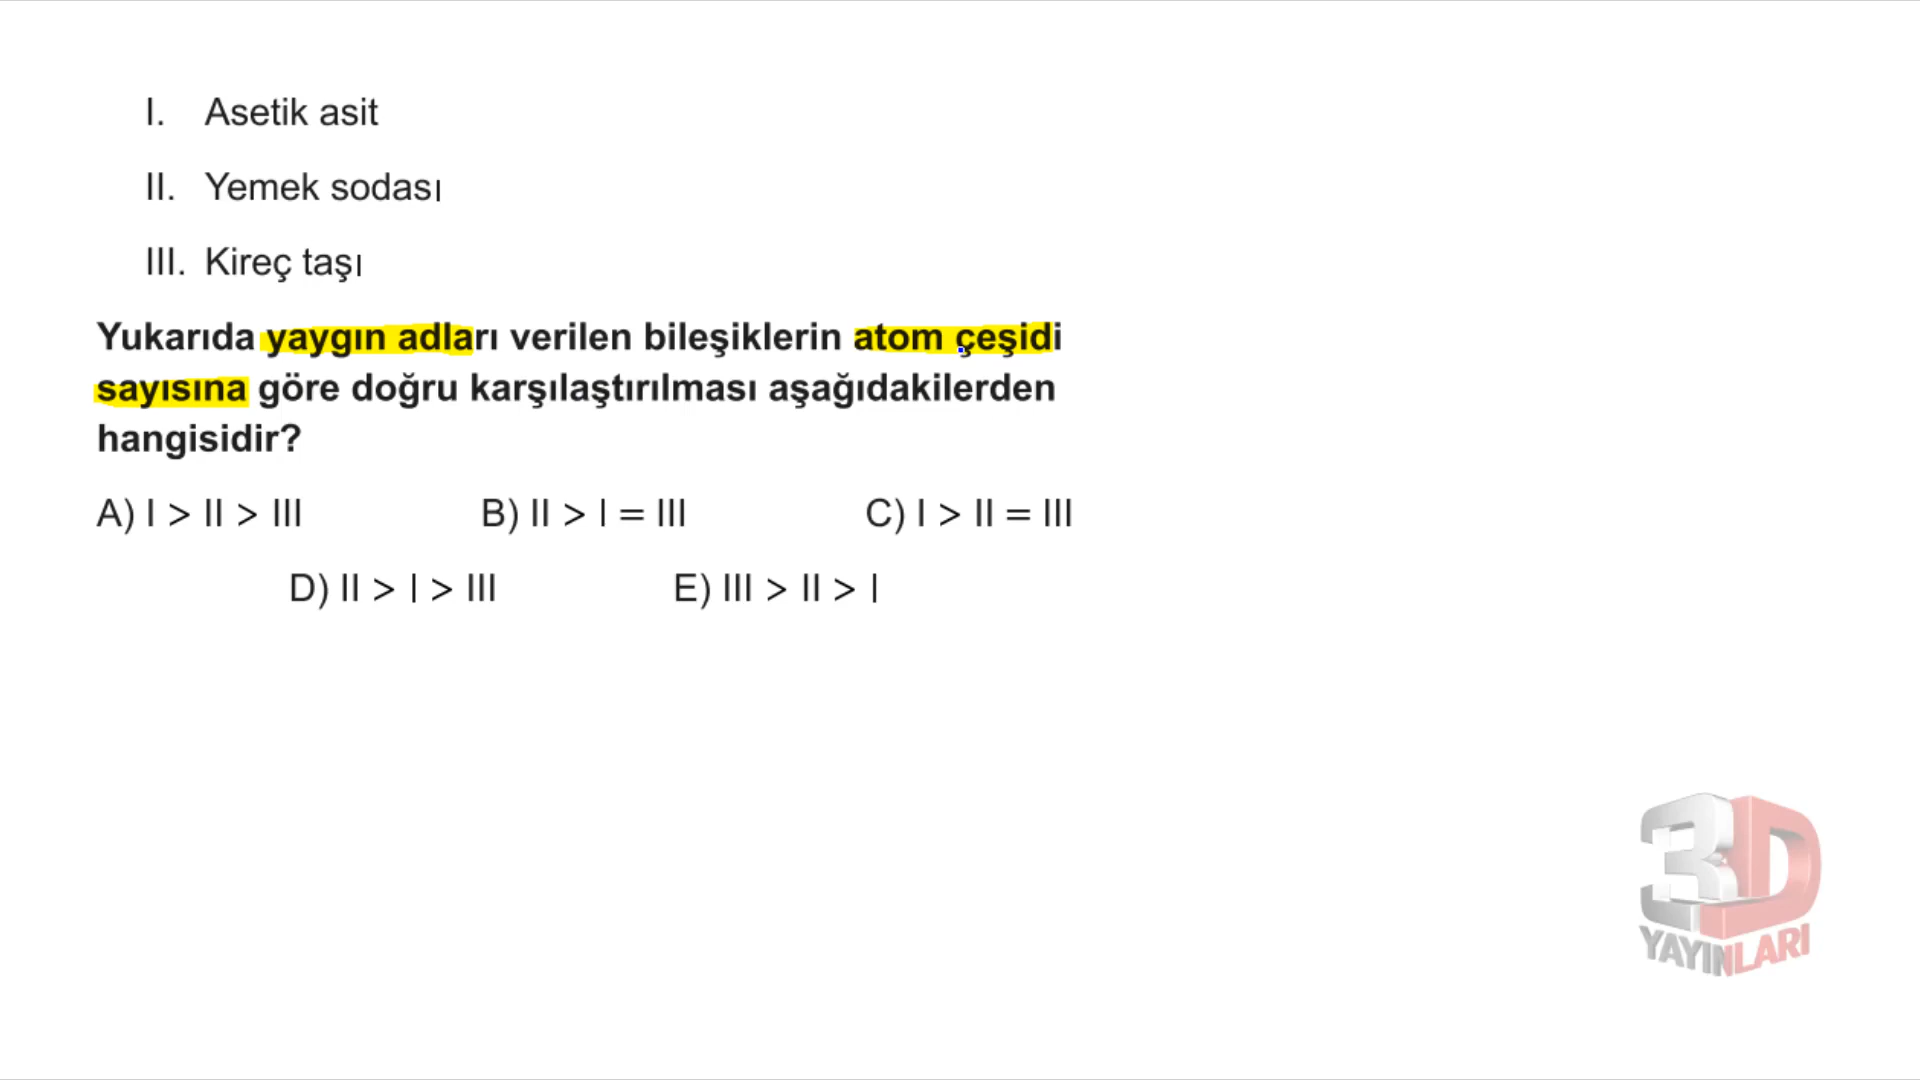 I. Asetik asit
II. Yemek sodası
III. Kireç taşı
Yukarıda yaygın adları verilen bileşiklerin atom çeşidi
sayısına göre doğru karşılaştırılması aşağıdakilerden
hangisidir?
A) I > II > III B) II > I = III C) I > II = III
D) II > I > III E) III > II > I
3D
YAYINLARI